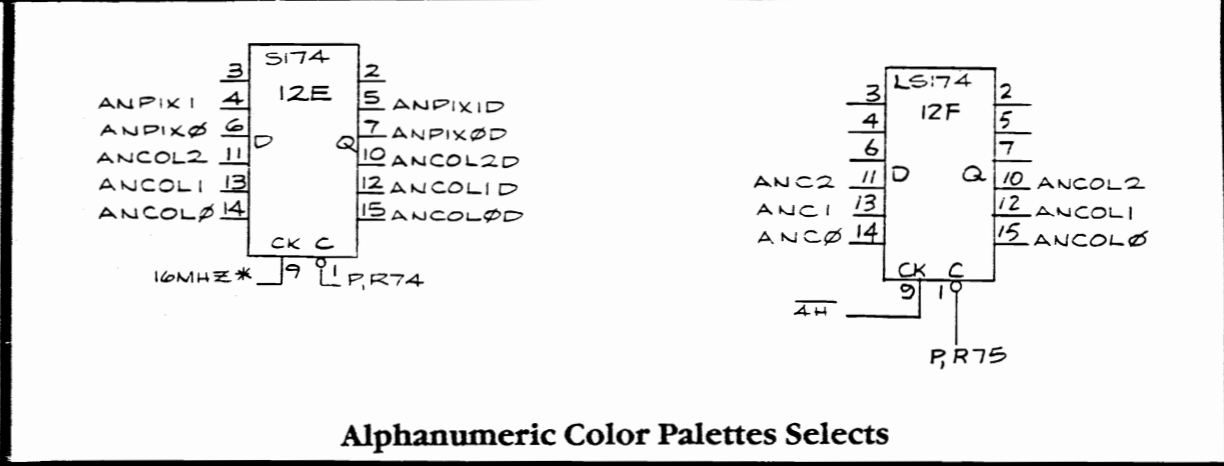 S174
12E
3 2
ANPIX1 4 5 ANPIX1D
ANPIXØ 6 7 ANPIXØD
D Q
ANCOL2 11 10 ANCOL2D
ANCOL1 13 12 ANCOL1D
ANCOLØ 14 15 ANCOLØD
CK C
16MHZ* 9 1 P,R74
LS174
12F
3 2
4 5
6 7
D Q
ANC2 11 10 ANCOL2
ANC1 13 12 ANCOL1
ANCØ 14 15 ANCOLØ
CK C
9 1
4H
P,R75
Alphanumeric Color Palettes Selects